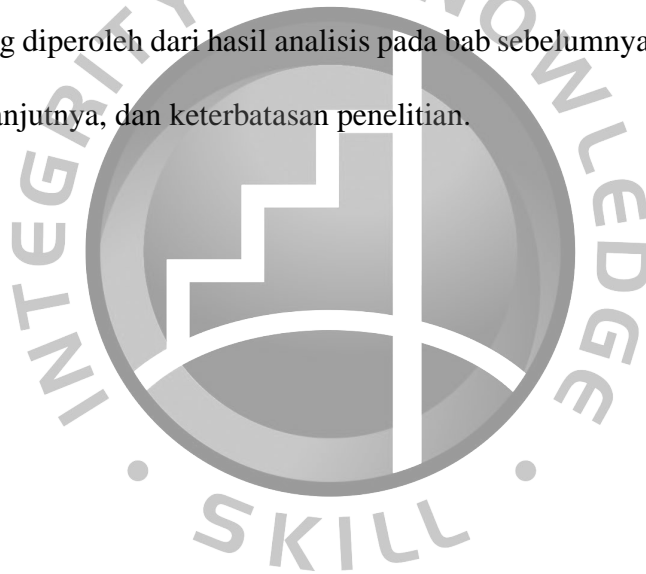 g diperoleh dari hasil analisis pada bab sebelumnya
anjutnya, dan keterbatasan penelitian.
INTEGRITY
KNOWLEDGE
SKILL